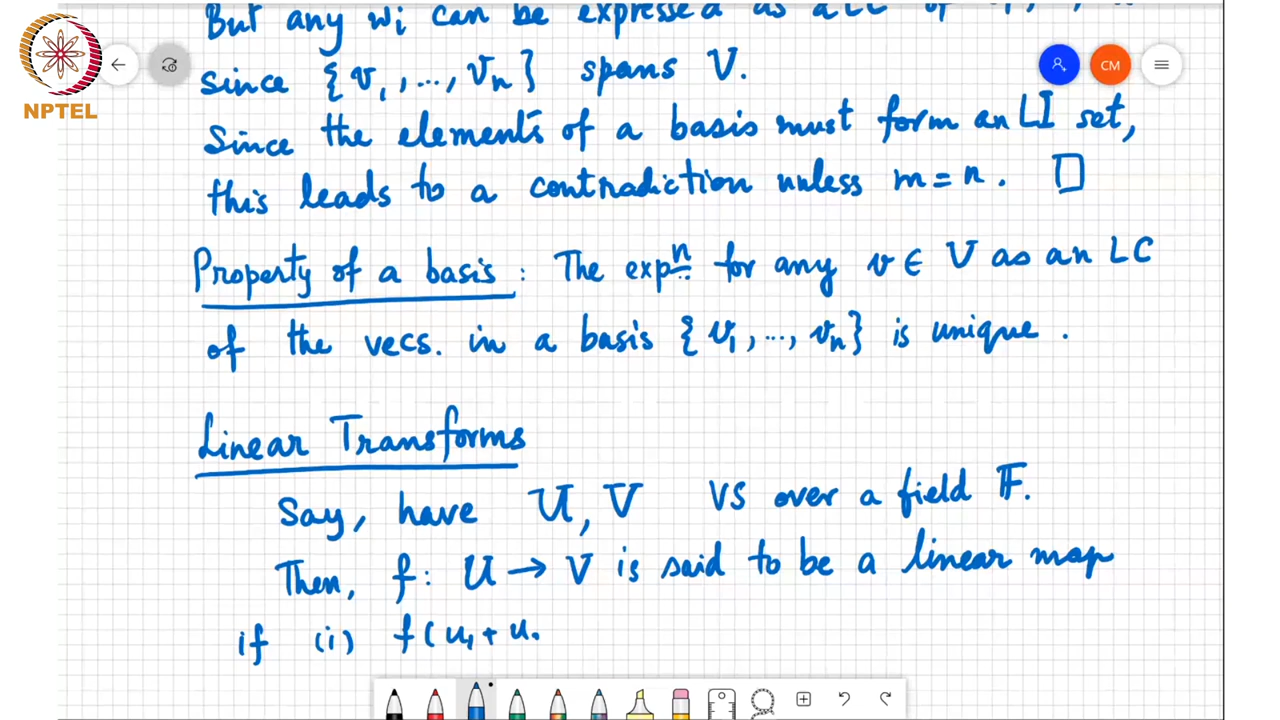 But any wi can be expressed as a LC of
since {v1, ..., vn} spans V.
Since the elements of a basis must form an LI set,
this leads to a contradiction unless m = n. □
Property of a basis : The expn for any v ∈ V as an LC
of the vecs. in a basis {v1, ..., vn} is unique.
Linear Transforms
Say, have U, V VS over a field F.
Then, f: U → V is said to be a linear map
if (i) f(u1 + u
NPTEL
CM